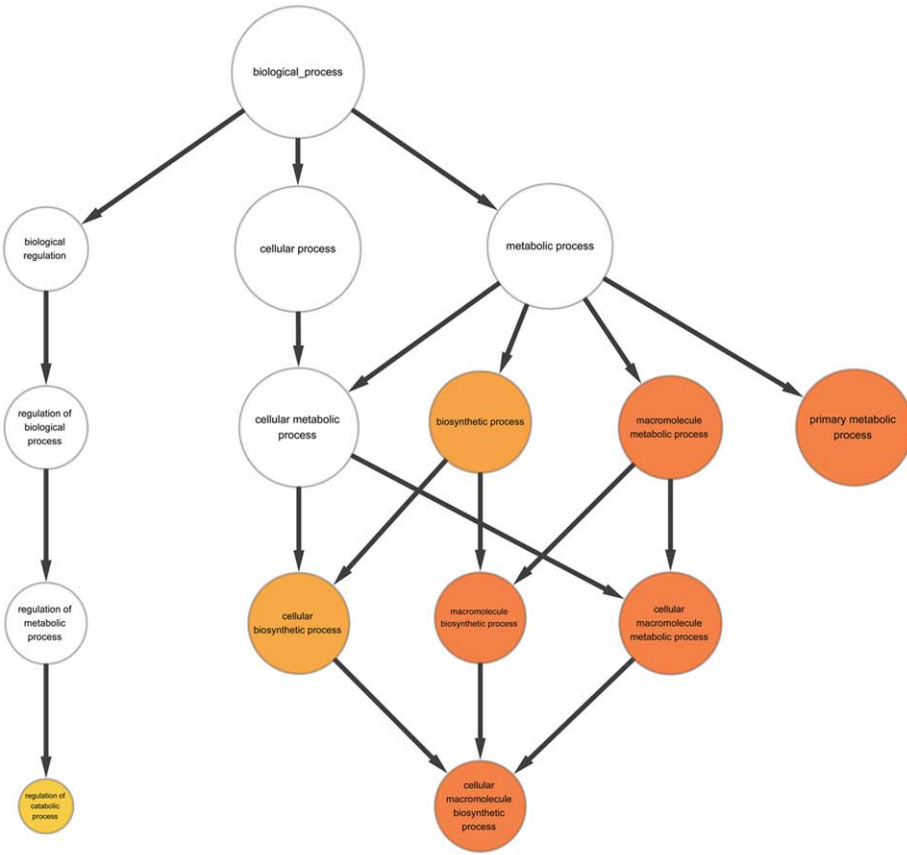 biological_process
biological
regulation
cellular process
metabolic process
regulation of
biological
process
cellular metabolic
process
biosynthetic process
macromolecule
metabolic process
primary metabolic
process
regulation of
metabolic
process
cellular
biosynthetic process
macromolecule
biosynthetic process
cellular
macromolecule
metabolic process
regulation of
catabolic
process
cellular
macromolecule
biosynthetic
process